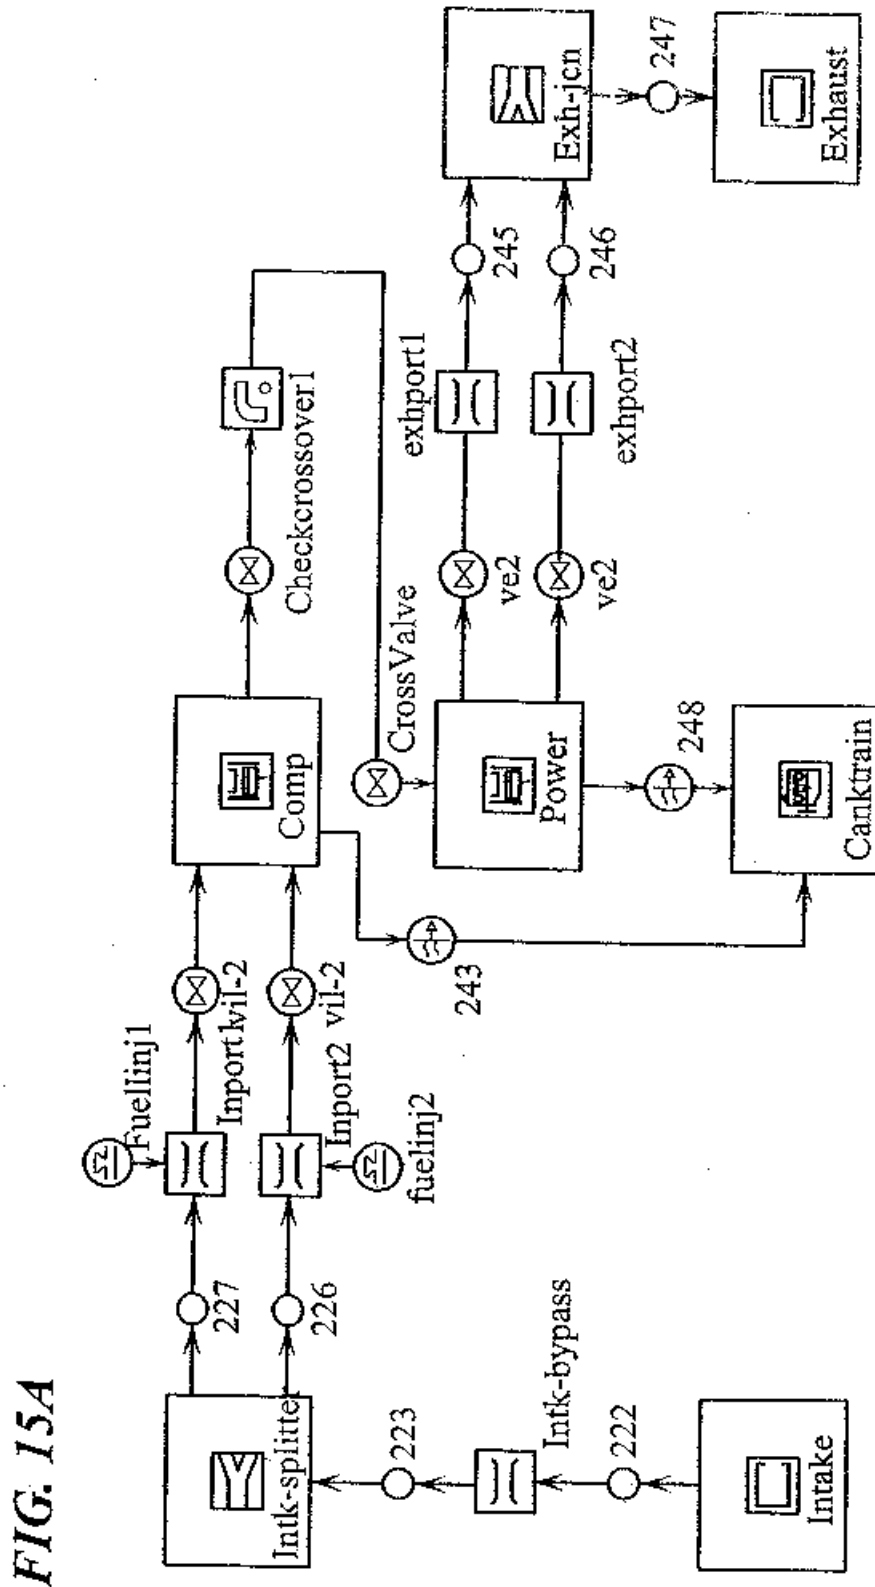 FIG. 15A
Intk-splitte
227
226
223
Intk-bypass
222
Intake
Fuellinj1
Inport1
vil-2
Inport2
vil-2
fuelinj2
Comp
243
Checkcrossover1
CrossValve
Power
248
Canktrain
ve2
ve2
exhport1
exhport2
245
246
Exh-jcn
247
Exhaust